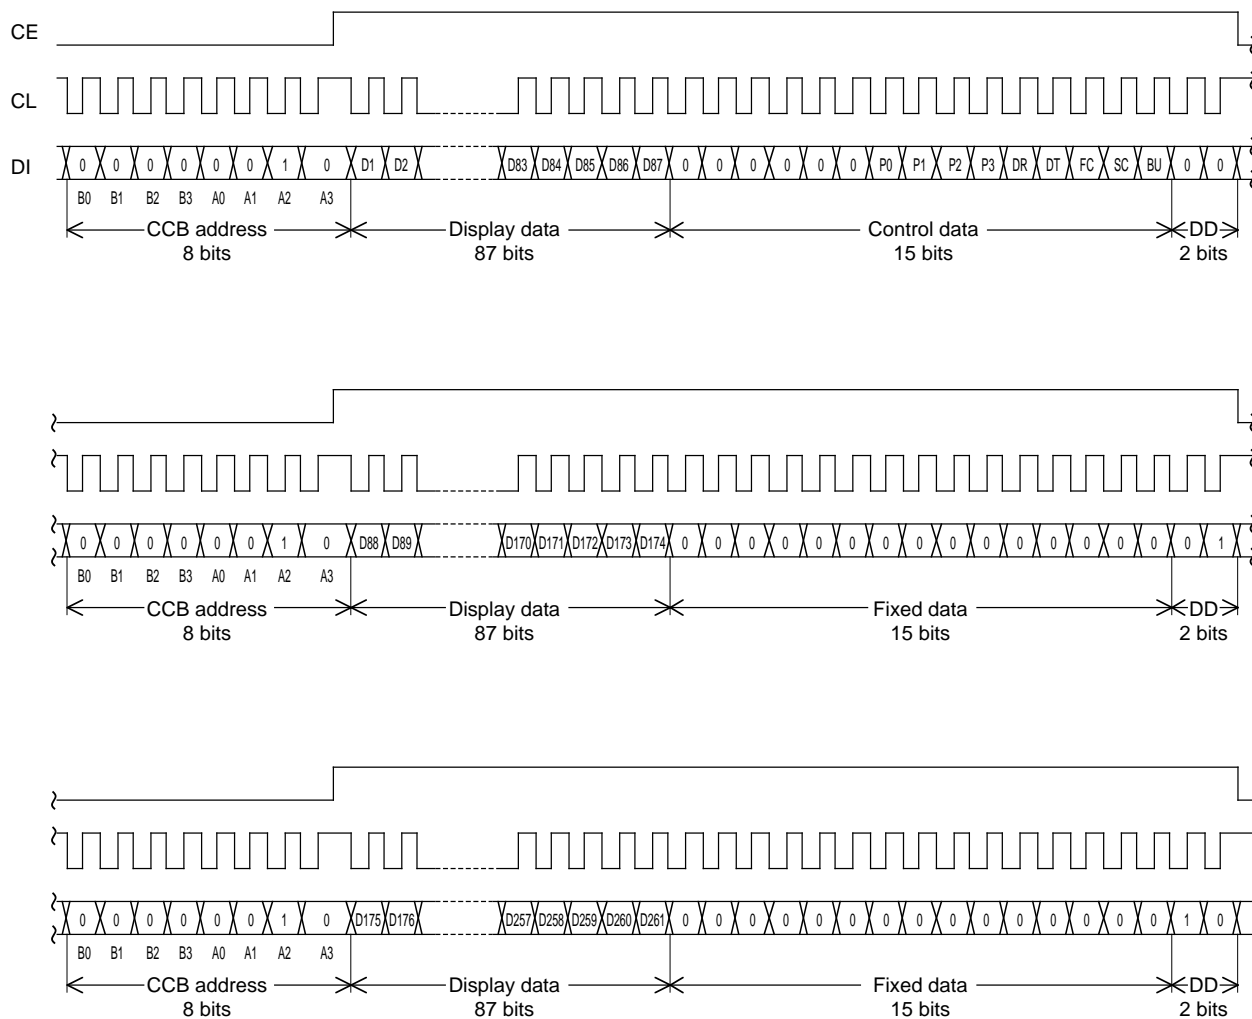 CE
CL
DI 0 0 0 0 0 0 1 0 D1 D2 D83 D84 D85 D86 D87 0 0 0 0 0 0 P0 P1 P2 P3 DR DT FC SC BU 0 0
B0 B1 B2 B3 A0 A1 A2 A3
CCB address Display data Control data DD
8 bits 87 bits 15 bits 2 bits
0 0 0 0 0 0 1 0 D88 D89 D170 D171 D172 D173 D174 0 0 0 0 0 0 0 0 0 0 0 0 0 0 0 0 1
B0 B1 B2 B3 A0 A1 A2 A3
CCB address Display data Fixed data DD
8 bits 87 bits 15 bits 2 bits
0 0 0 0 0 0 1 0 D175 D176 D257 D258 D259 D260 D261 0 0 0 0 0 0 0 0 0 0 0 0 0 0 0 1 0
B0 B1 B2 B3 A0 A1 A2 A3
CCB address Display data Fixed data DD
8 bits 87 bits 15 bits 2 bits